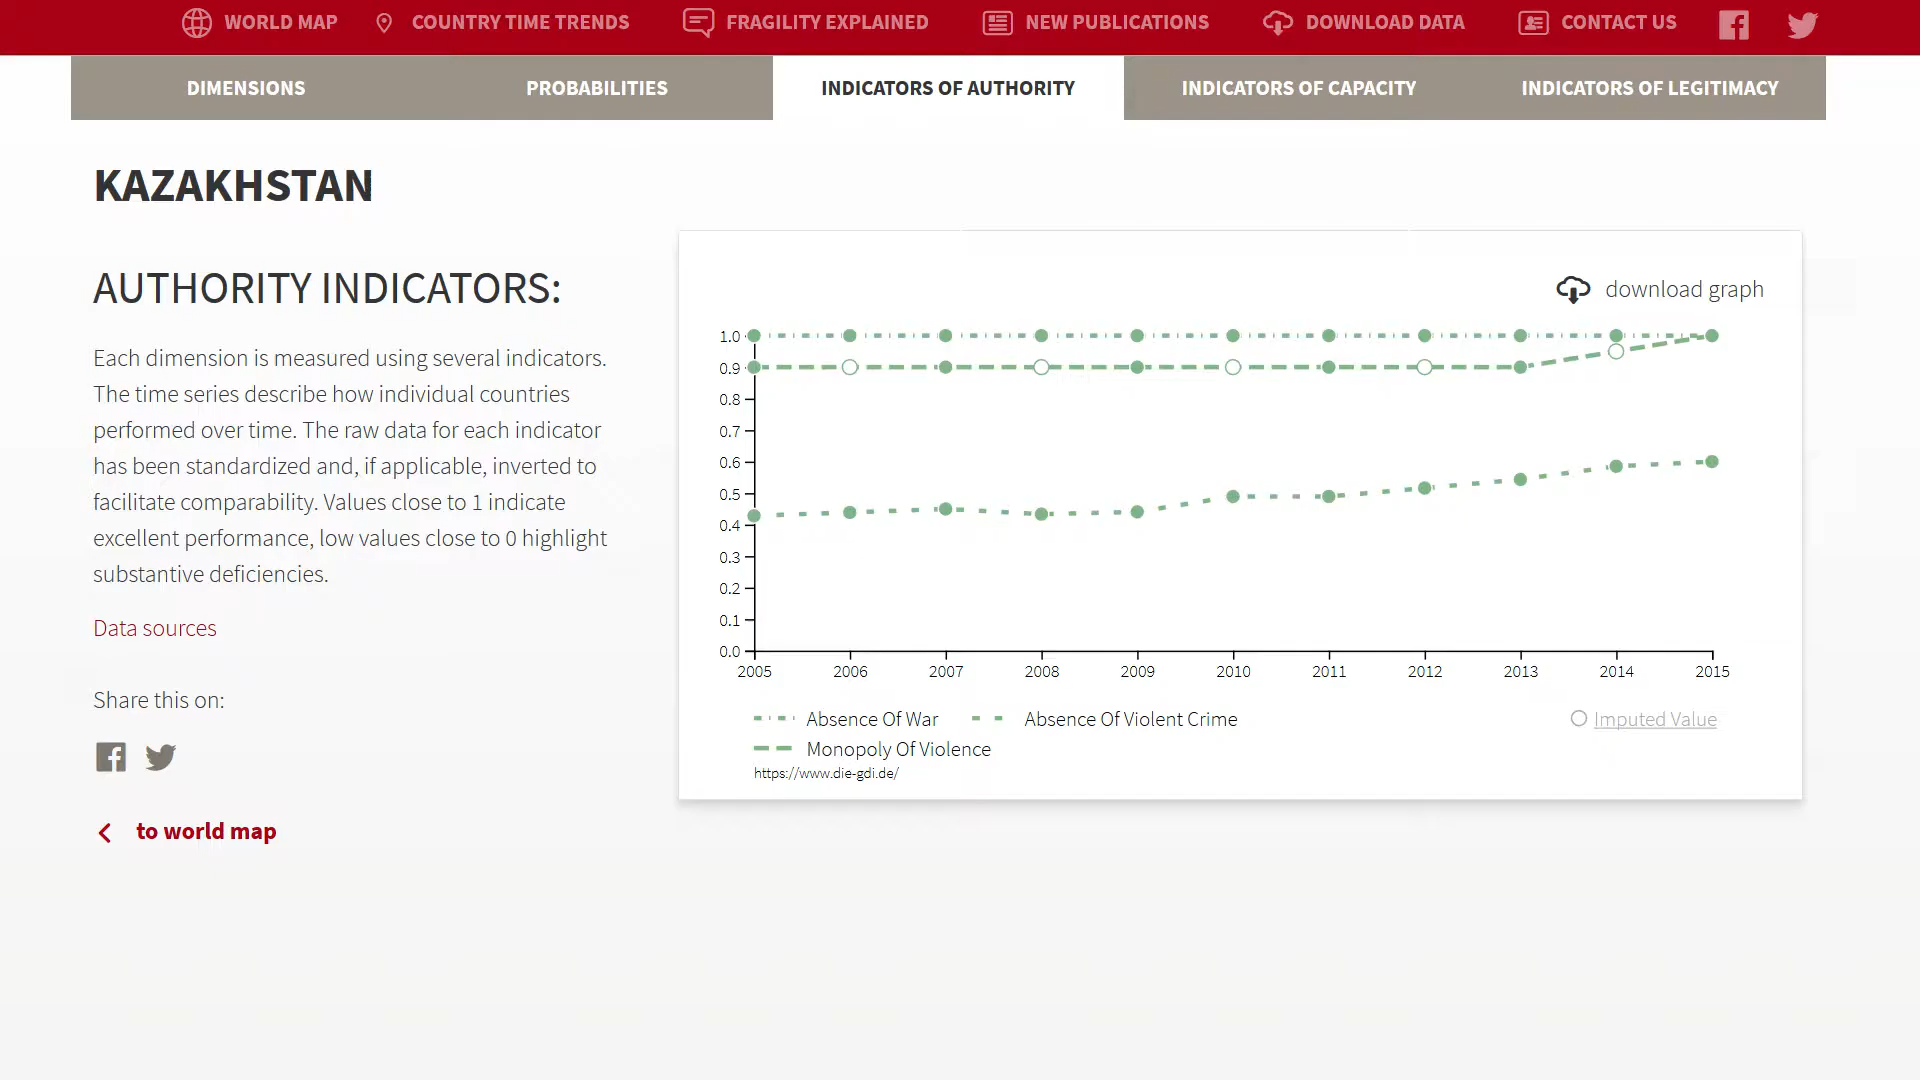 WORLD MAP
COUNTRY TIME TRENDS
FRAGILITY EXPLAINED
NEW PUBLICATIONS
DOWNLOAD DATA
CONTACT US
DIMENSIONS
PROBABILITIES
INDICATORS OF AUTHORITY
INDICATORS OF CAPACITY
INDICATORS OF LEGITIMACY
KAZAKHSTAN
AUTHORITY INDICATORS:
Each dimension is measured using several indicators.
The time series describe how individual countries
performed over time. The raw data for each indicator
has been standardized and, if applicable, inverted to
facilitate comparability. Values close to 1 indicate
excellent performance, low values close to 0 highlight
substantive deficiencies.
Data sources
Share this on:
to world map
download graph
1.0
0.9
0.8
0.7
0.6
0.5
0.4
0.3
0.2
0.1
0.0
2005 2006 2007 2008 2009 2010 2011 2012 2013 2014 2015
Absence Of War
Absence Of Violent Crime
Imputed Value
Monopoly Of Violence
https://www.die-gdi.de/